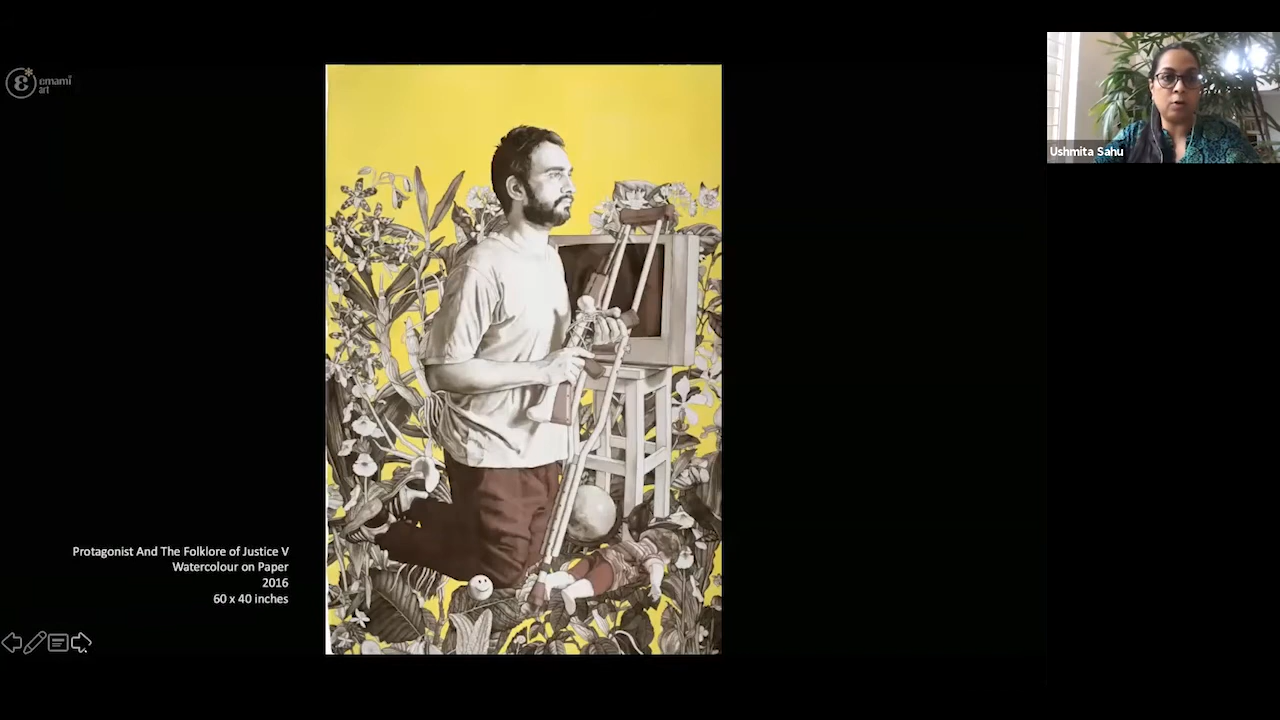 emami
art
Ushmita Sahu
Protagonist And The Folklore of Justice V
Watercolour on Paper
2016
60 x 40 inches